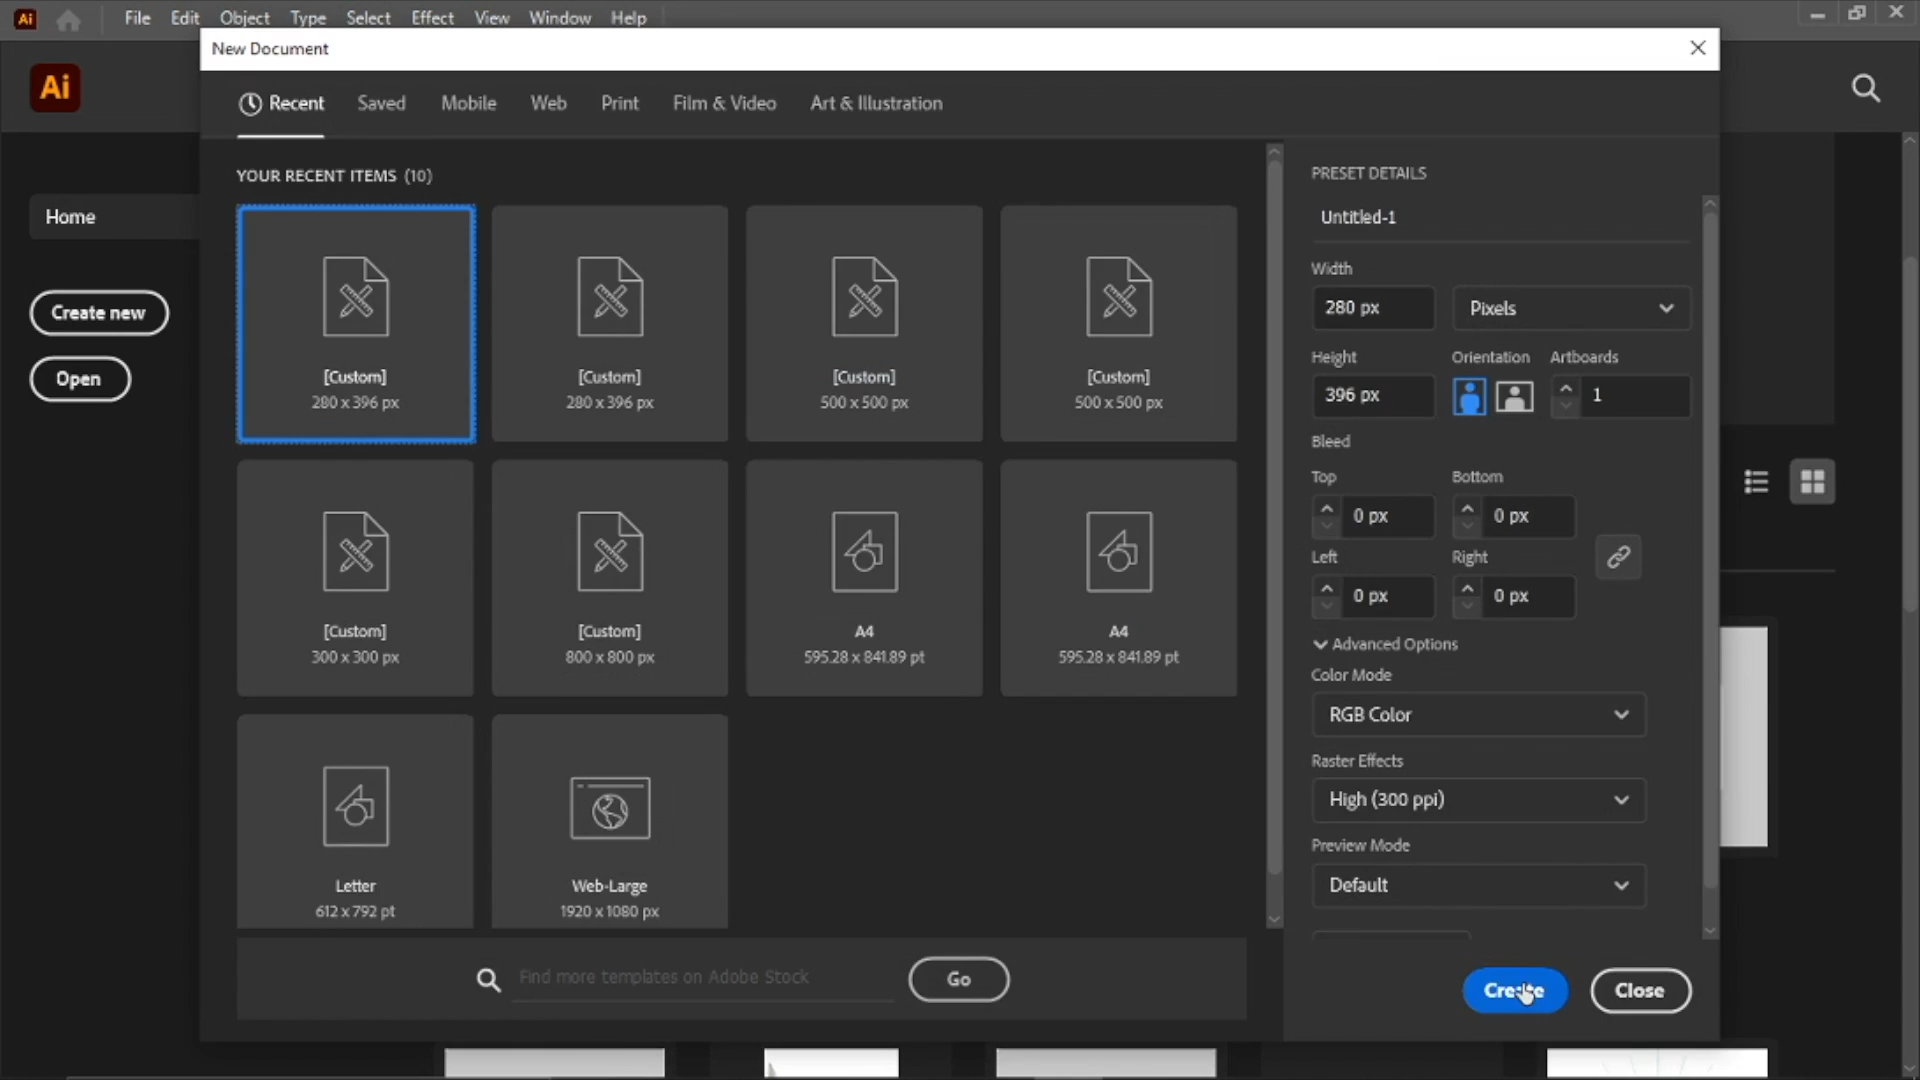 Ai File Edit Object Type Select Effect View Window Help
New Document
Ai
Recent Saved Mobile Web Print Film & Video Art & Illustration
Home
Create new
Open
YOUR RECENT ITEMS (10)
[Custom] [Custom] [Custom] [Custom]
280 x 396 px 280 x 396 px 500 x 500 px 500 x 500 px
[Custom] [Custom] A4 A4
300 x 300 px 800 x 800 px 595.28 x 841.89 pt 595.28 x 841.89 pt
Letter Web-Large
612 x 792 pt 1920 x 1080 px
Find more templates on Adobe Stock Go
PRESET DETAILS
Untitled-1
Width
280 px Pixels
Height Orientation Artboards
396 px 1
Bleed
Top Bottom
0 px 0 px
Left Right
0 px 0 px
Advanced Options
Color Mode
RGB Color
Raster Effects
High (300 ppi)
Preview Mode
Default
Create Close